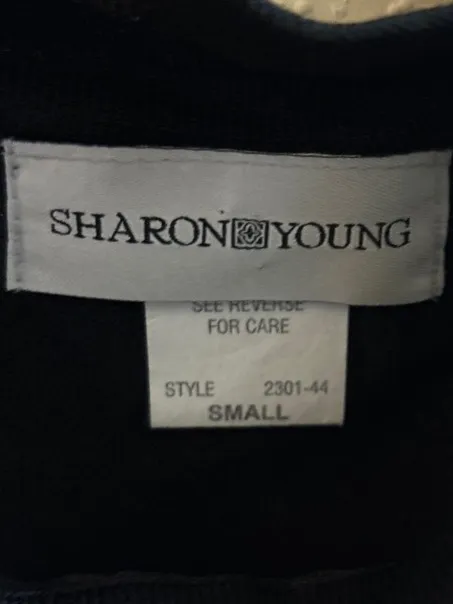 SHARON YOUNG
SEE REVERSE
FOR CARE
STYLE 2301-44
SMALL